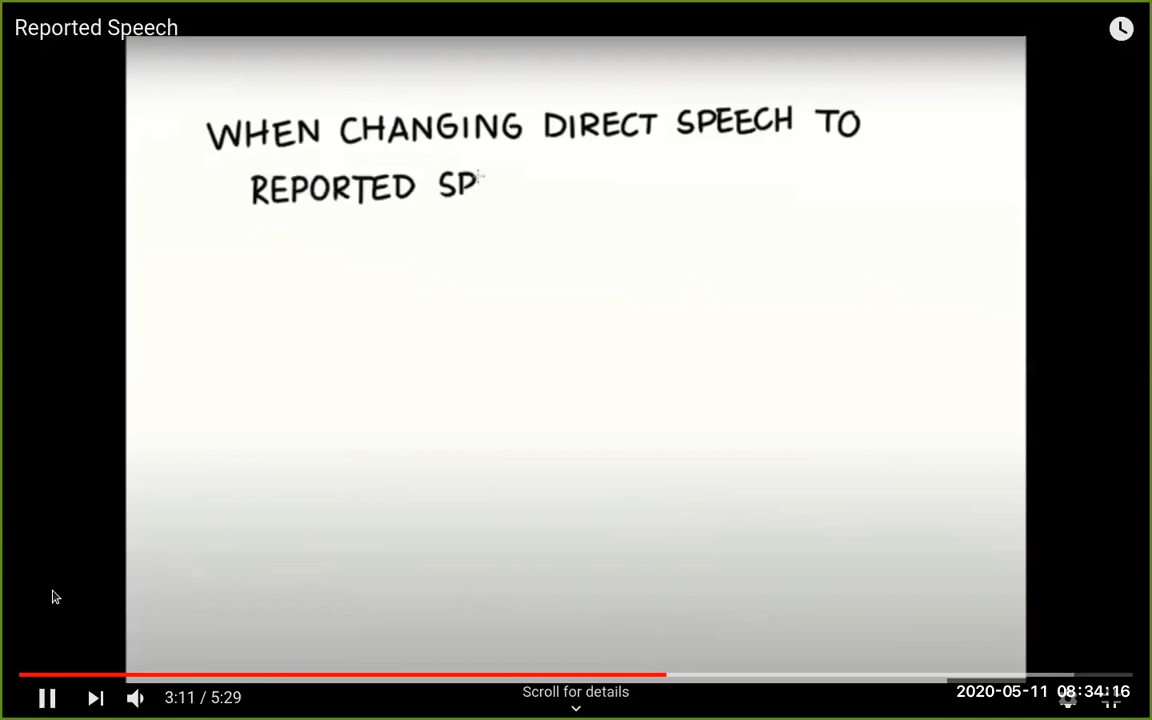 Reported Speech
WHEN CHANGING DIRECT SPEECH TO
REPORTED SP
3:11 / 5:29
Scroll for details
2020-05-11 08:34:16